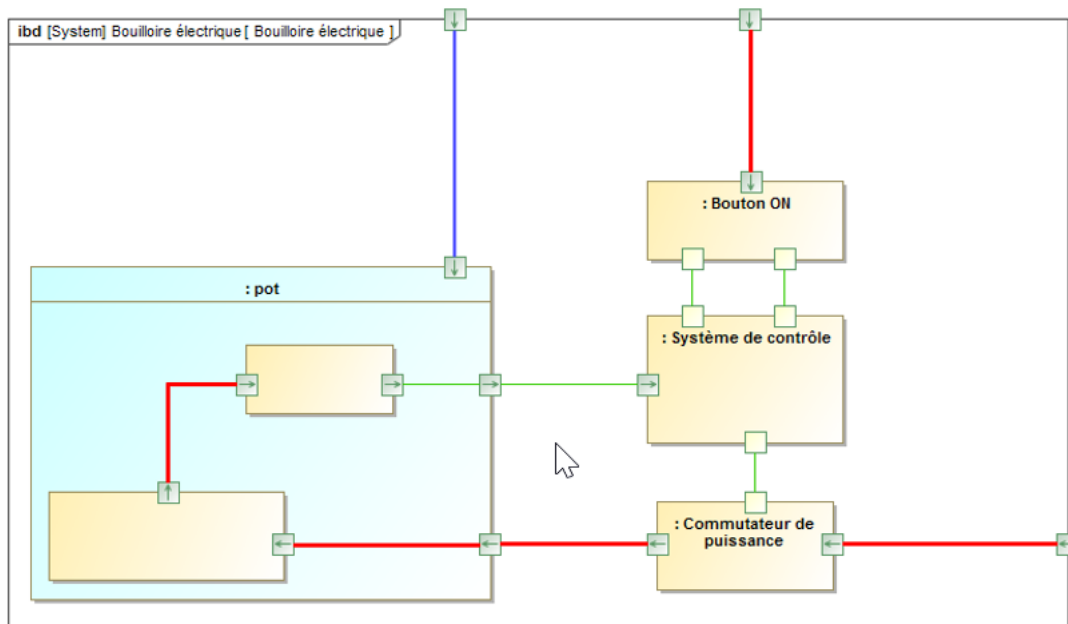 ibd [System] Bouilloire électrique [ Bouilloire électrique ]
: Bouton ON
: pot
: Système de contrôle
: Commutateur de
puissance